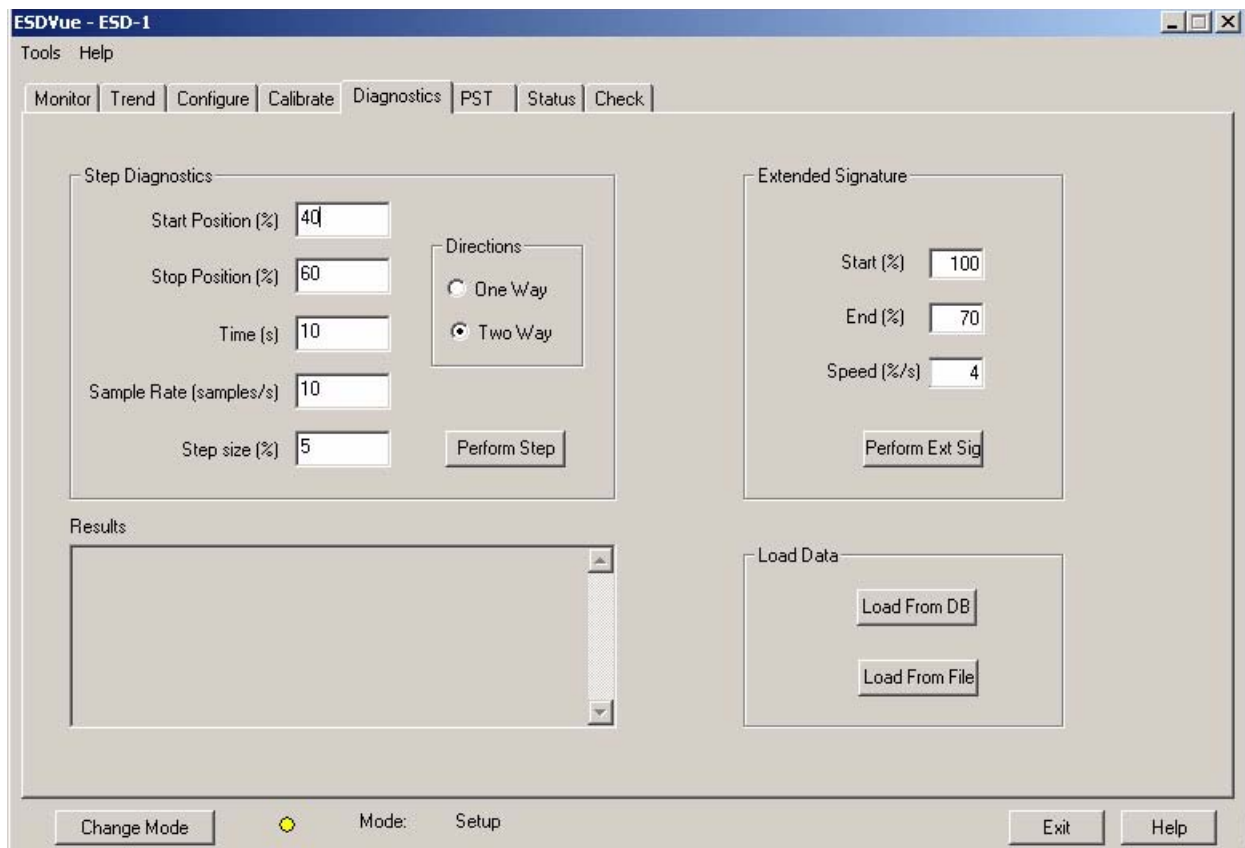 ESDVue - ESD-1
Tools Help
Monitor Trend Configure Calibrate Diagnostics PST Status Check
Step Diagnostics
Start Position (%) 40
Stop Position (%) 60
Time (s) 10
Sample Rate (samples/s) 10
Step size (%) 5
Directions
One Way
Two Way
Perform Step
Extended Signature
Start (%) 100
End (%) 70
Speed (%/s) 4
Perform Ext Sig
Results
Load Data
Load From DB
Load From File
Change Mode Mode: Setup Exit Help